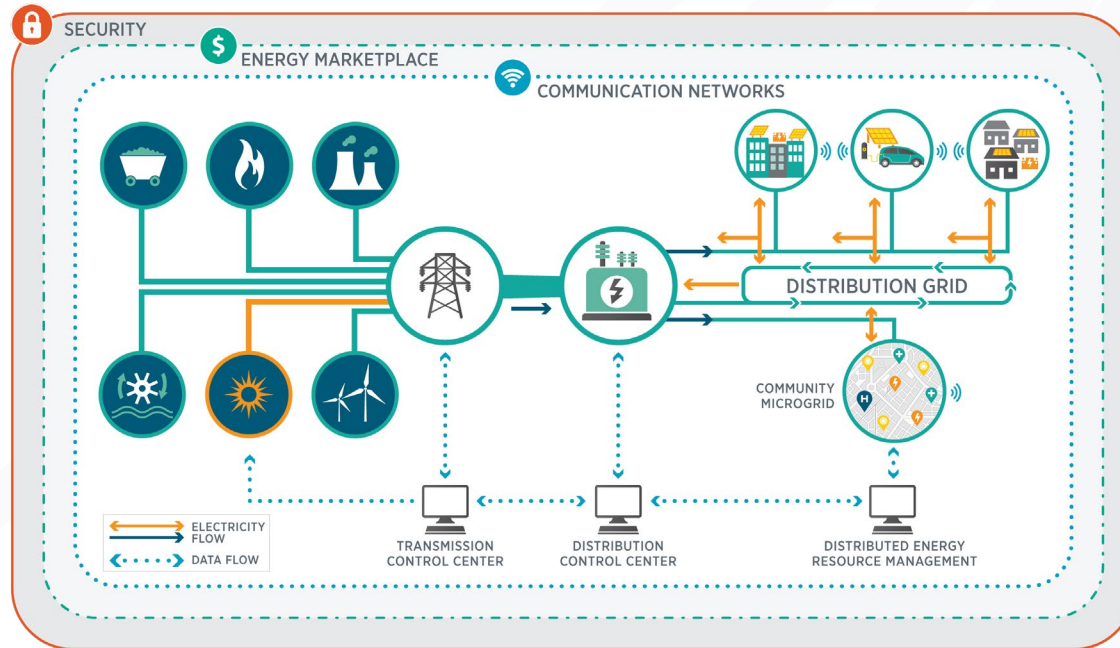 SECURITY
$
ENERGY MARKETPLACE
COMMUNICATION NETWORKS
DISTRIBUTION GRID
COMMUNITY
MICROGRID
H
ELECTRICITY
FLOW
DATA FLOW
TRANSMISSION
CONTROL CENTER
DISTRIBUTION
CONTROL CENTER
DISTRIBUTED ENERGY
RESOURCE MANAGEMENT